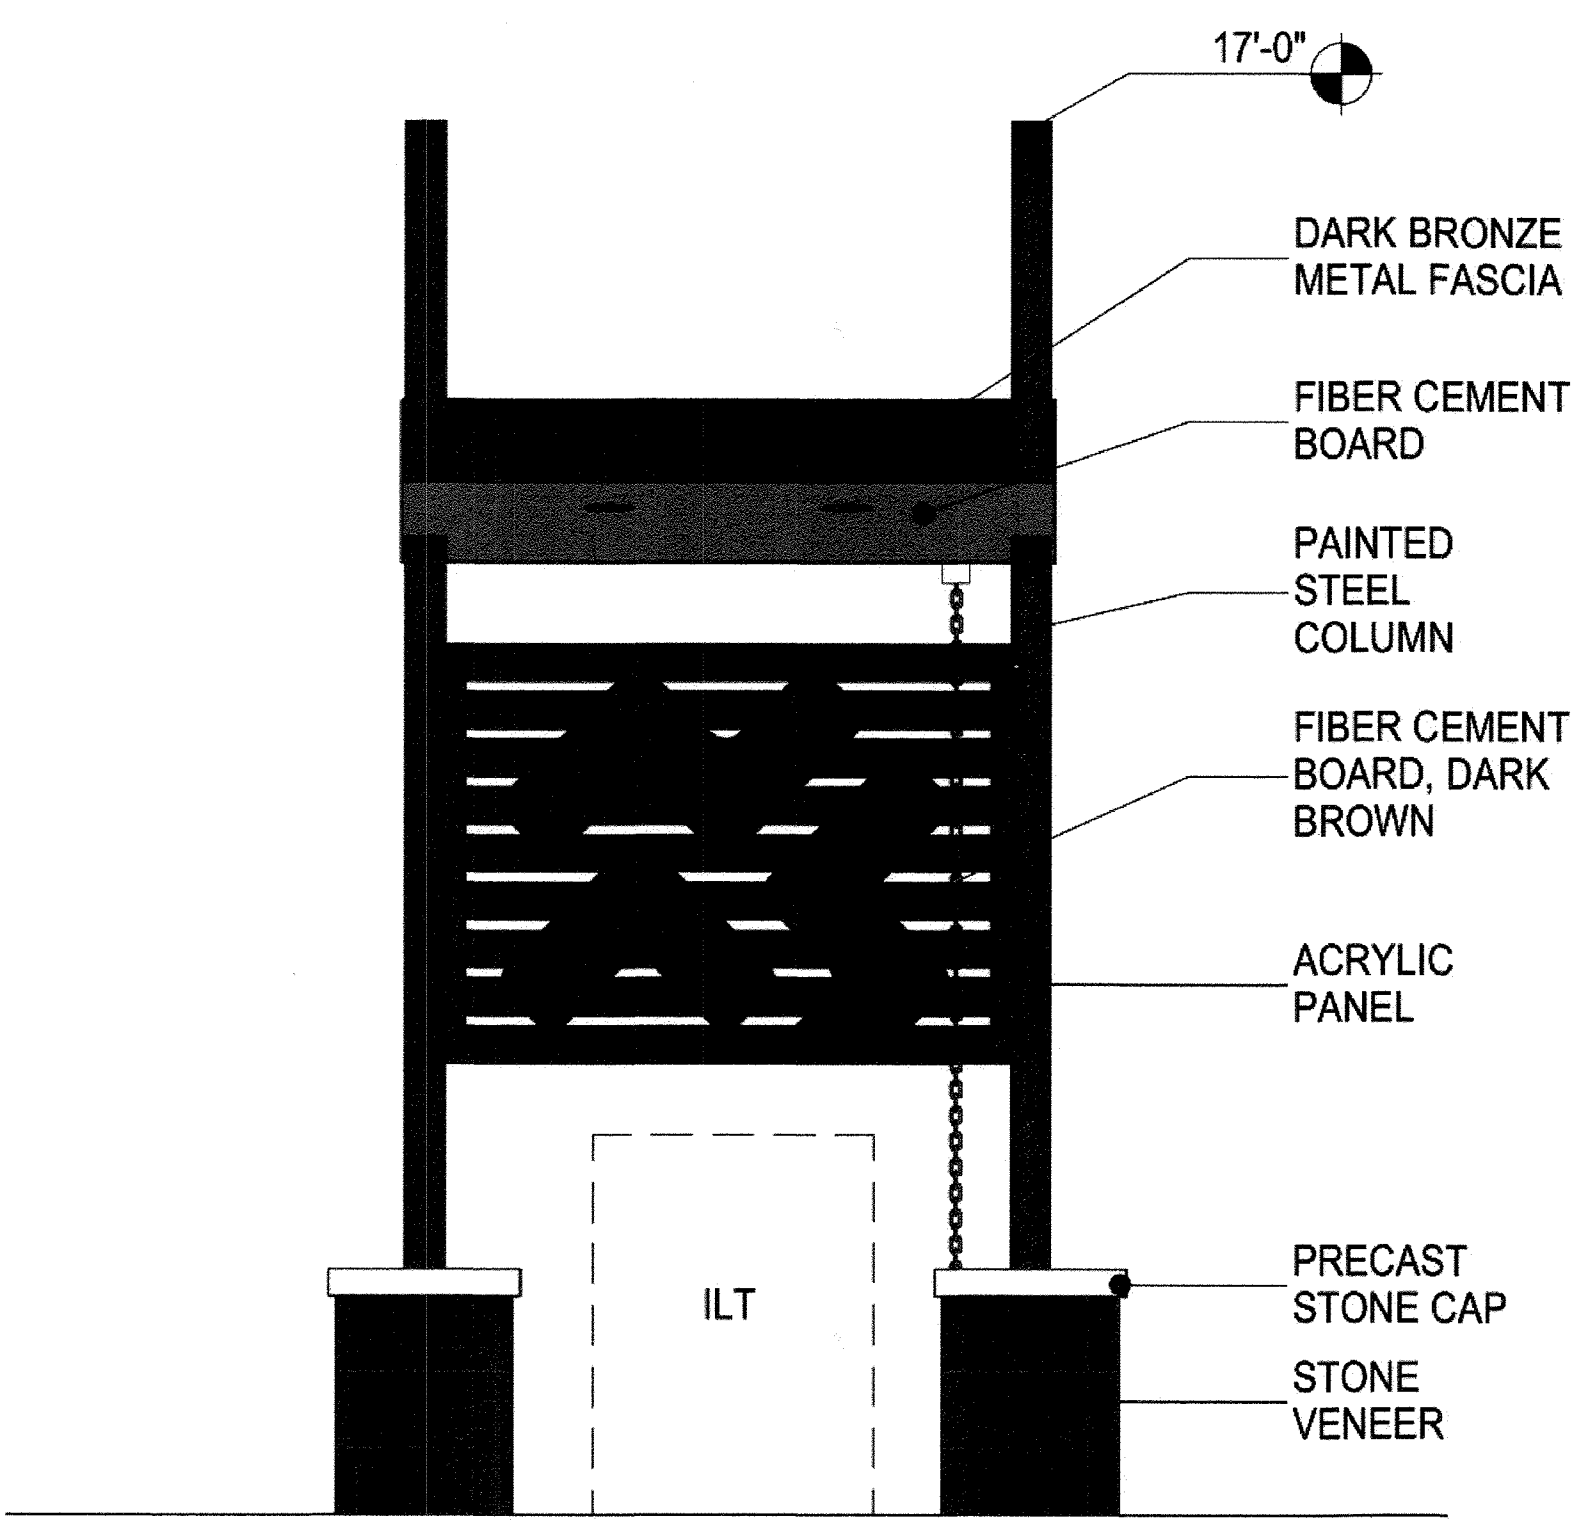 17'-0"
DARK BRONZE
METAL FASCIA
FIBER CEMENT
BOARD
PAINTED
STEEL
COLUMN
FIBER CEMENT
BOARD, DARK
BROWN
ACRYLIC
PANEL
PRECAST
STONE CAP
ILT
STONE
VENEER